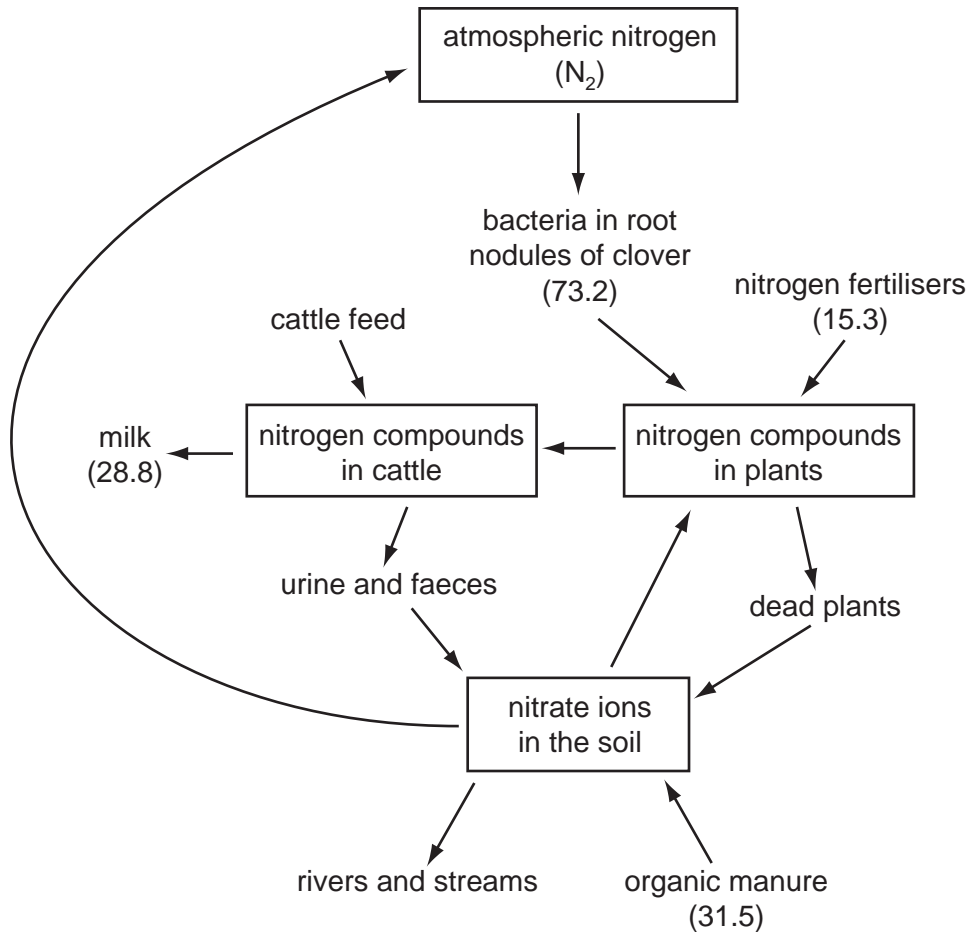 atmospheric nitrogen
(N₂)
bacteria in root
nodules of clover
(73.2)
nitrogen fertilisers
(15.3)
cattle feed
milk
(28.8)
nitrogen compounds
in cattle
nitrogen compounds
in plants
urine and faeces
dead plants
nitrate ions
in the soil
rivers and streams
organic manure
(31.5)